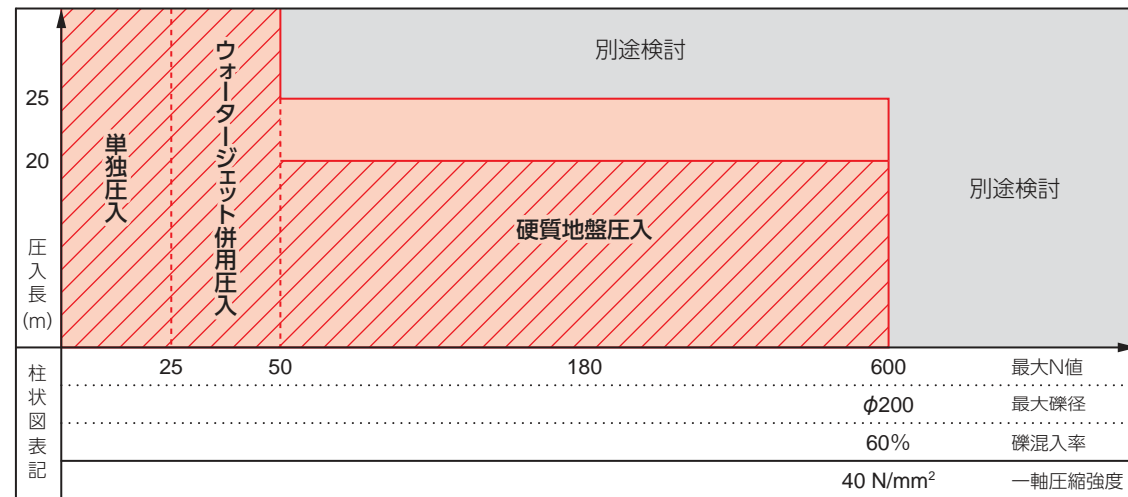 別途検討
25
20
単独圧入
ウォータージェット併用圧入
硬質地盤圧入
別途検討
圧入長(m)
25 50 180 600 最大N値
柱状図表記
φ200 最大礫径
60% 礫混入率
40 N/mm² 一軸圧縮強度